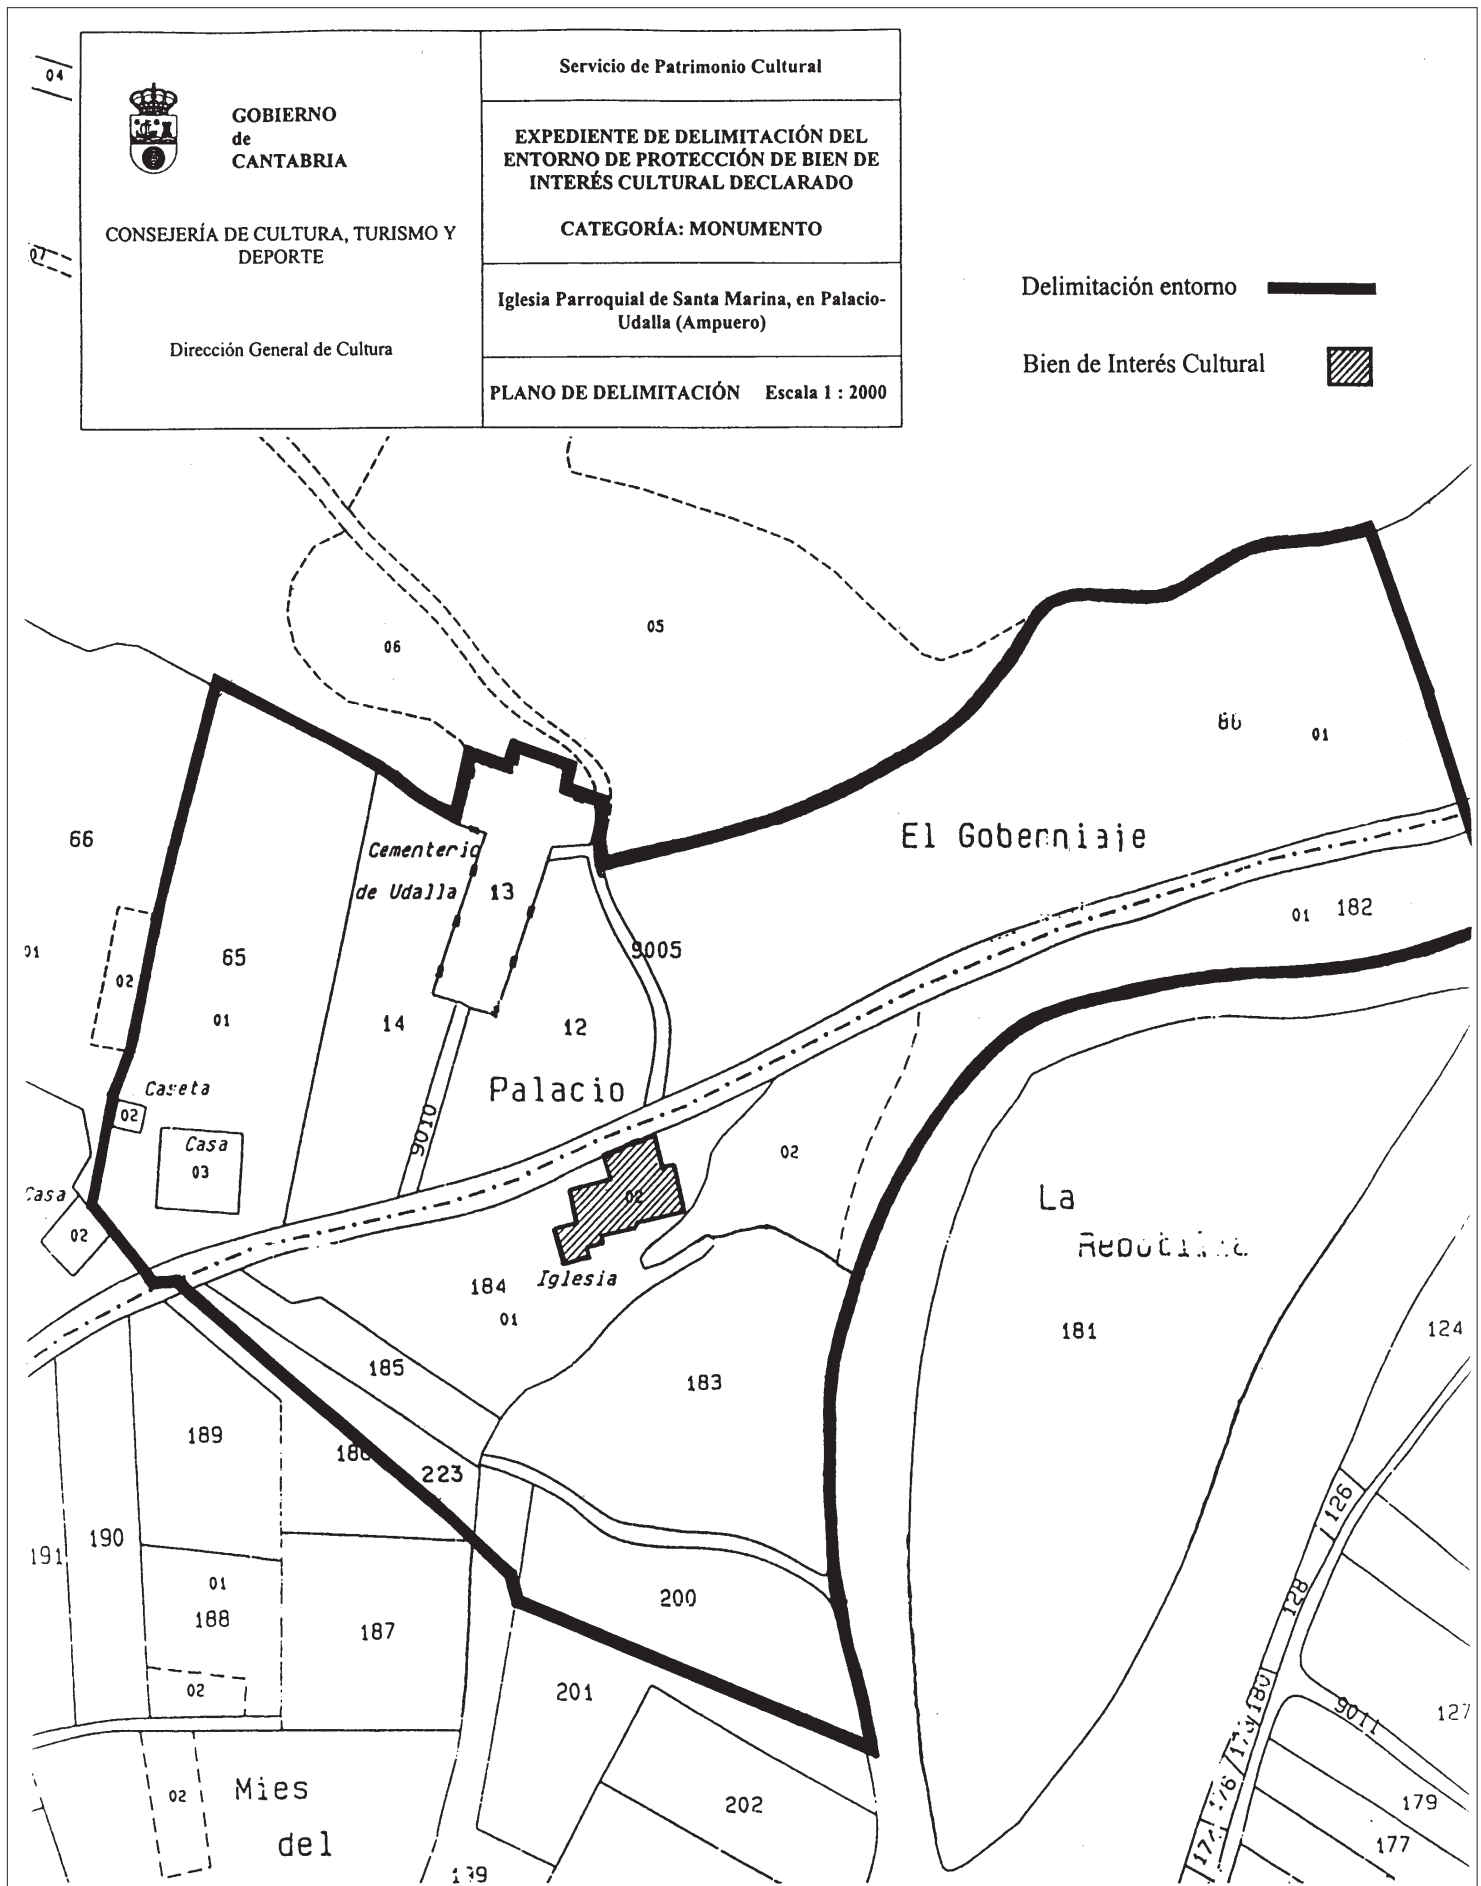 04
07
GOBIERNO
de
CANTABRIA
CONSEJERÍA DE CULTURA, TURISMO Y
DEPORTE
Dirección General de Cultura
Servicio de Patrimonio Cultural
EXPEDIENTE DE DELIMITACIÓN DEL
ENTORNO DE PROTECCIÓN DE BIEN DE
INTERÉS CULTURAL DECLARADO
CATEGORÍA: MONUMENTO
Iglesia Parroquial de Santa Marina, en Palacio-
Udalla (Ampuero)
PLANO DE DELIMITACIÓN Escala 1 : 2000
Delimitación entorno
Bien de Interés Cultural
05
06
01
66
El Goberniaje
Cementerio
de Udalla
13
01 182
9005
01
65
02
01
14
12
Palacio
Caseta
02
9010
Casa
03
02
Casa
02
02
La
184
Iglesia
01
181
124
185
183
189
223
126
190
191
01
188
200
128
187
02
201
180
9011
127
Mies
02
202
179
del
177